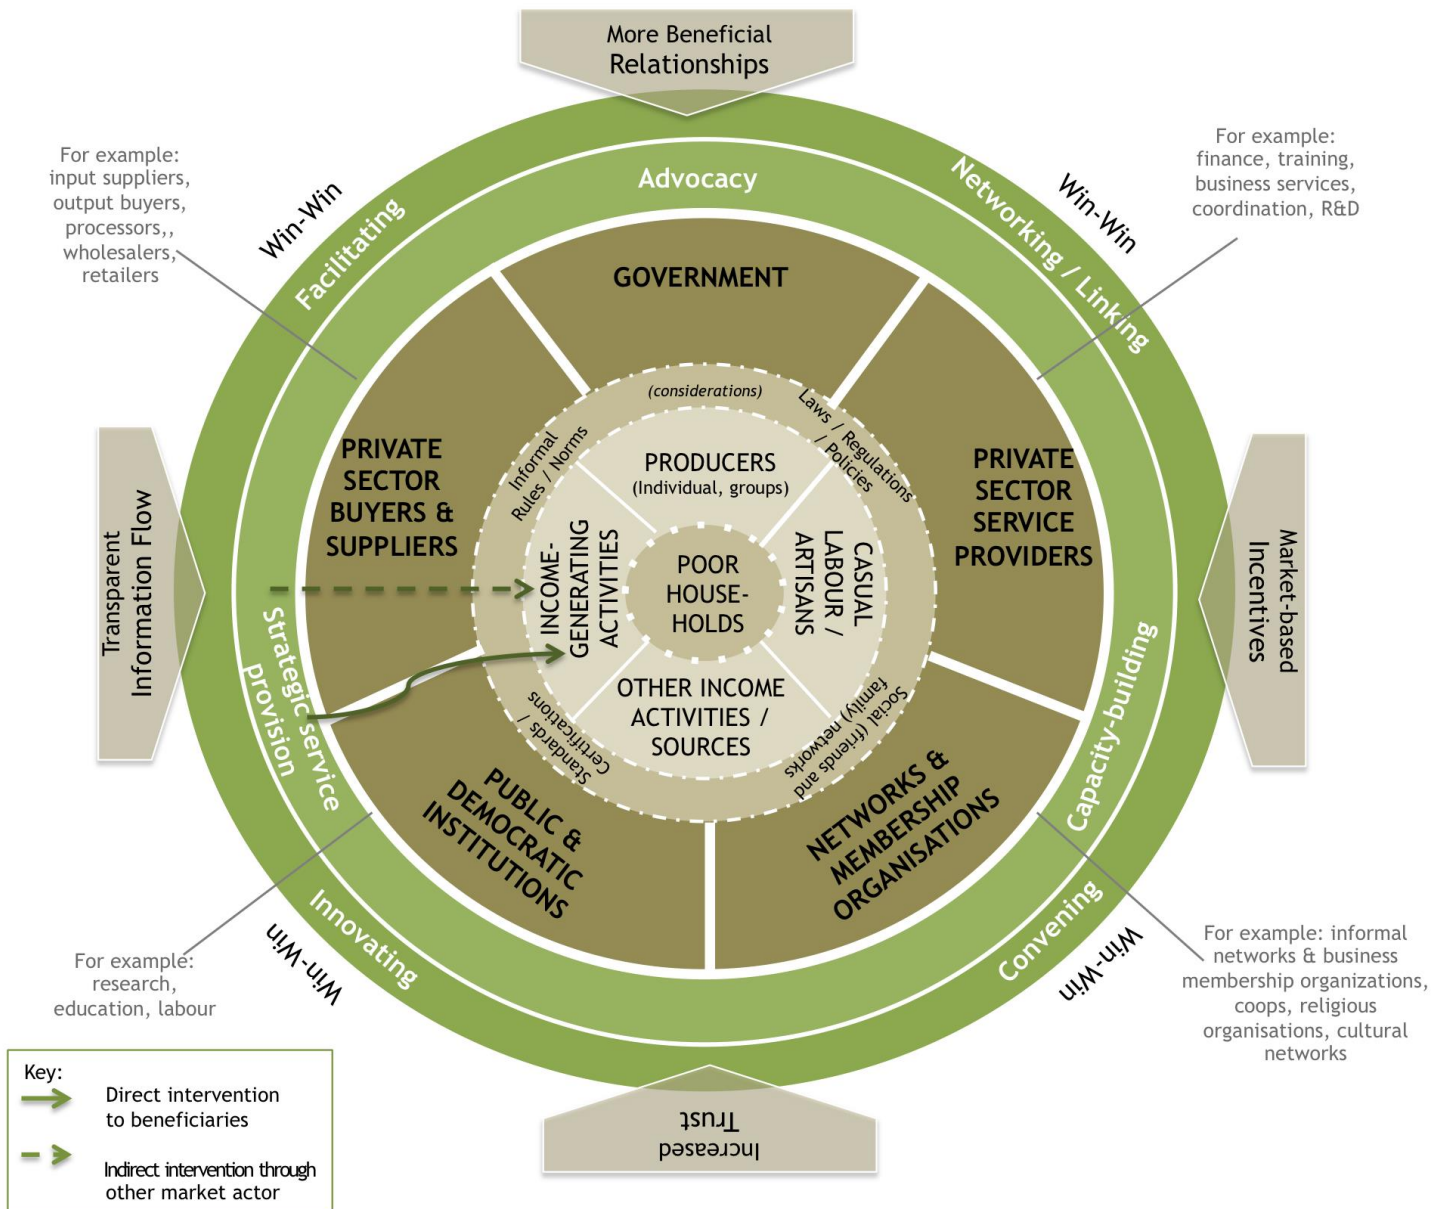 More Beneficial
Relationships
For example:
input suppliers,
output buyers,
processors,,
wholesalers,
retailers
Win-Win
Facilitating
Advocacy
Networking / Linking
Win-Win
For example:
finance, training,
business services,
coordination, R&D
GOVERNMENT
(considerations)
Informal
Rules / Norms
Laws / Regulations
/ Policies
PRIVATE
SECTOR
BUYERS &
SUPPLIERS
PRODUCERS
(Individual, groups)
PRIVATE
SECTOR
SERVICE
PROVIDERS
Transparent
Information Flow
INCOME-
GENERATING
ACTIVITIES
POOR
HOUSE-
HOLDS
CASUAL
LABOUR /
ARTISANS
Market-based
Incentives
Strategic service
provision
OTHER INCOME
ACTIVITIES /
SOURCES
Standards /
Certifications
Social (friends and
family) networks
Capacity-building
PUBLIC &
DEMOCRATIC
INSTITUTIONS
NETWORKS &
MEMBERSHIP
ORGANISATIONS
Innovating
Convening
Win-Win
Win-Win
For example:
research,
education, labour
For example: informal
networks & business
membership organizations,
coops, religious
organisations, cultural
networks
Increased
Trust
Key:
Direct intervention
to beneficiaries
Indirect intervention through
other market actor